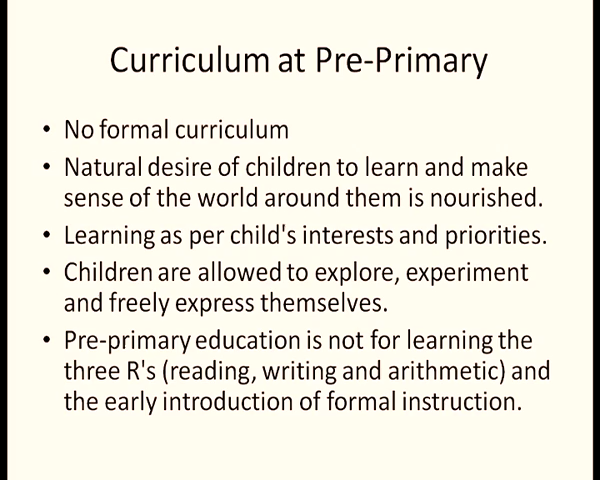 Curriculum at Pre-Primary
• No formal curriculum
• Natural desire of children to learn and make
sense of the world around them is nourished.
• Learning as per child's interests and priorities.
• Children are allowed to explore, experiment
and freely express themselves.
• Pre-primary education is not for learning the
three R's (reading, writing and arithmetic) and
the early introduction of formal instruction.